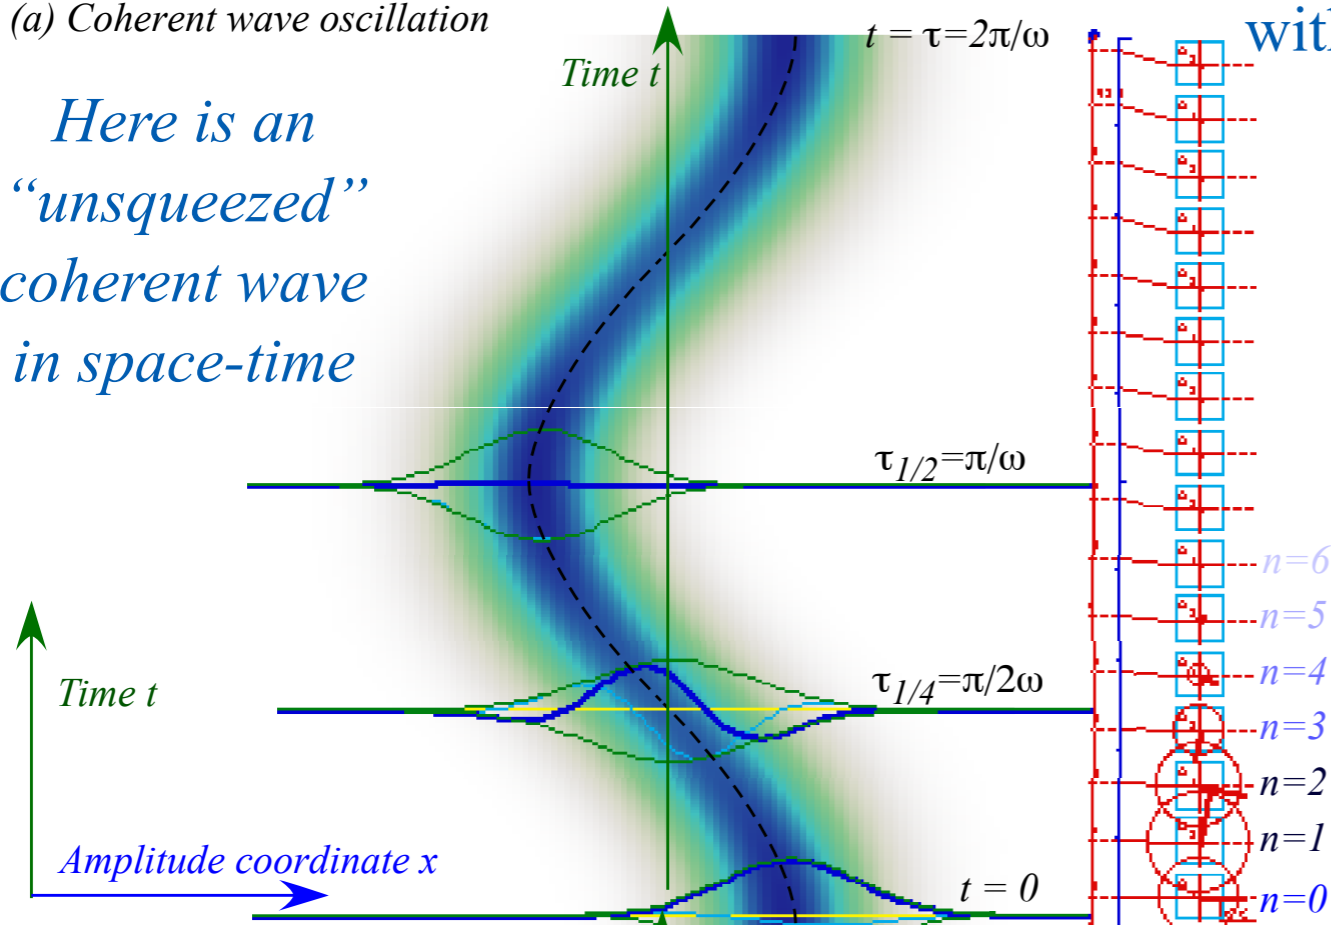 (a) Coherent wave oscillation
t = τ=2π/ω
Time t
Here is an
“unsqueezed”
coherent wave
in space-time
τ1/2=π/ω
n=6
n=5
Time t
τ1/4=π/2ω
n=4
n=3
n=2
n=1
Amplitude coordinate x
t = 0
n=0